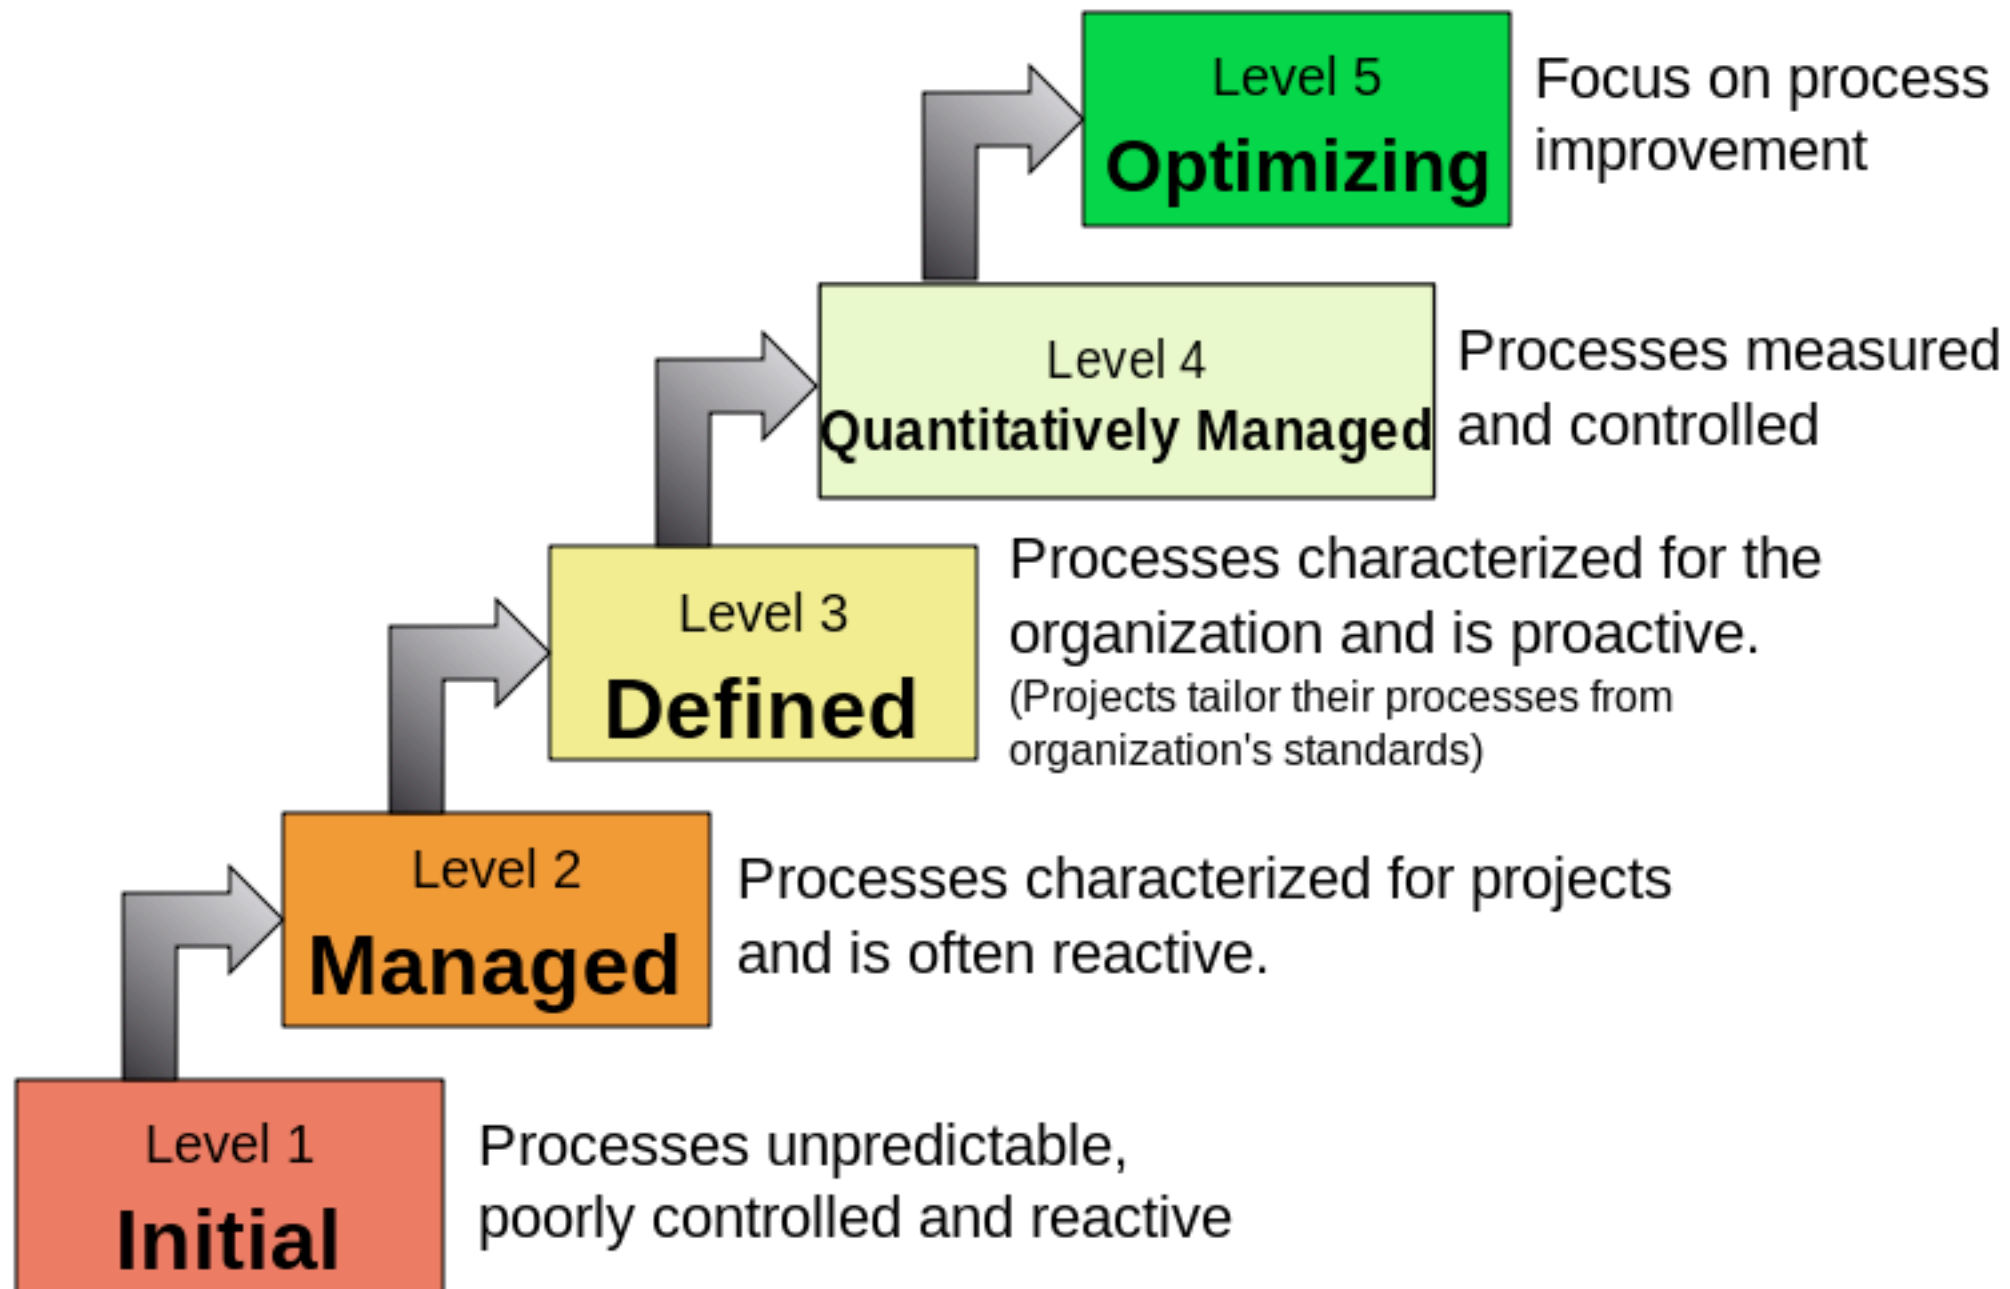 Level 5
Optimizing
Focus on process
improvement
Level 4
Quantitatively Managed
Processes measured
and controlled
Level 3
Defined
Processes characterized for the
organization and is proactive.
(Projects tailor their processes from
organization's standards)
Level 2
Managed
Processes characterized for projects
and is often reactive.
Level 1
Initial
Processes unpredictable,
poorly controlled and reactive